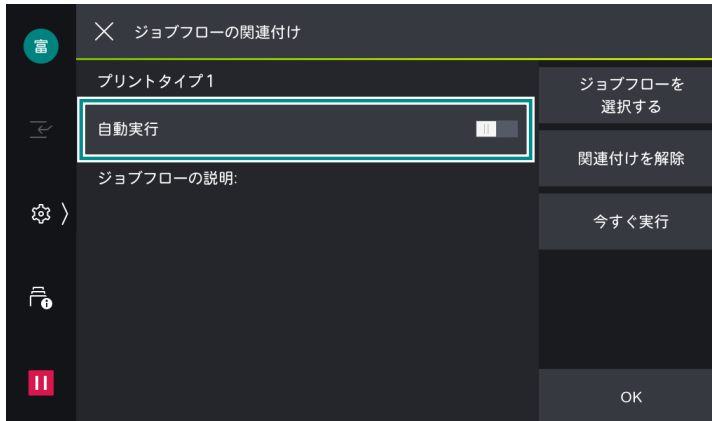 富
ジョブフローの関連付け
プリントタイプ1
自動実行
ジョブフローの説明:
ジョブフローを
選択する
関連付けを解除
今すぐ実行
OK